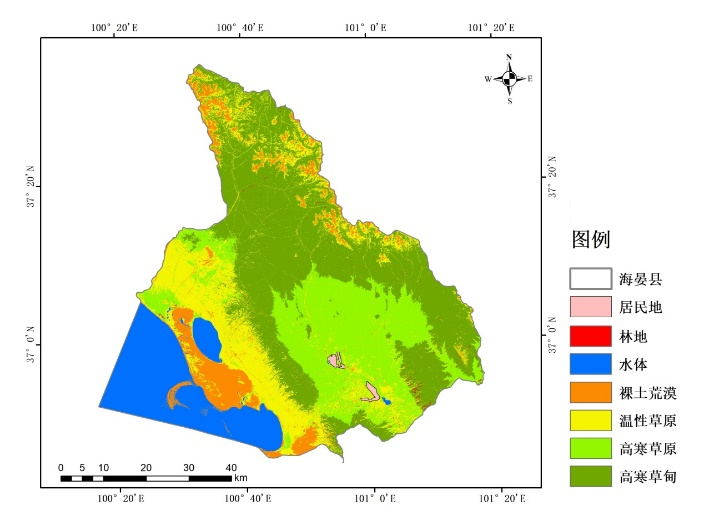 100° 20′E 100° 40′E 101° 0′E 101° 20′E
N
W E
S
37° 20′N
37° 20′N
37° 0′N
37° 0′N
图例
海晏县
居民地
林地
水体
裸土荒漠
温性草原
高寒草原
高寒草甸
0 5 10 20 30 40
km
100° 20′E 100° 40′E 101° 0′E 101° 20′E